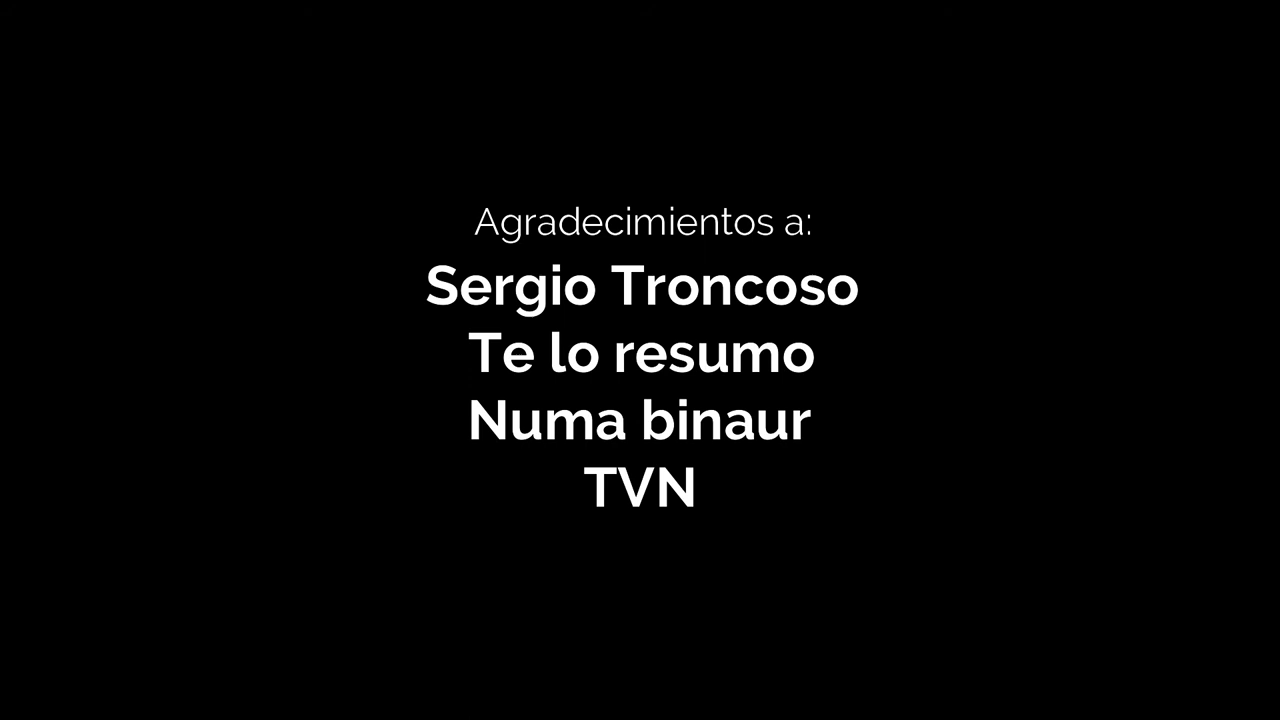 Agradecimientos a:
Sergio Troncoso
Te lo resumo
Numa binaur
TVN